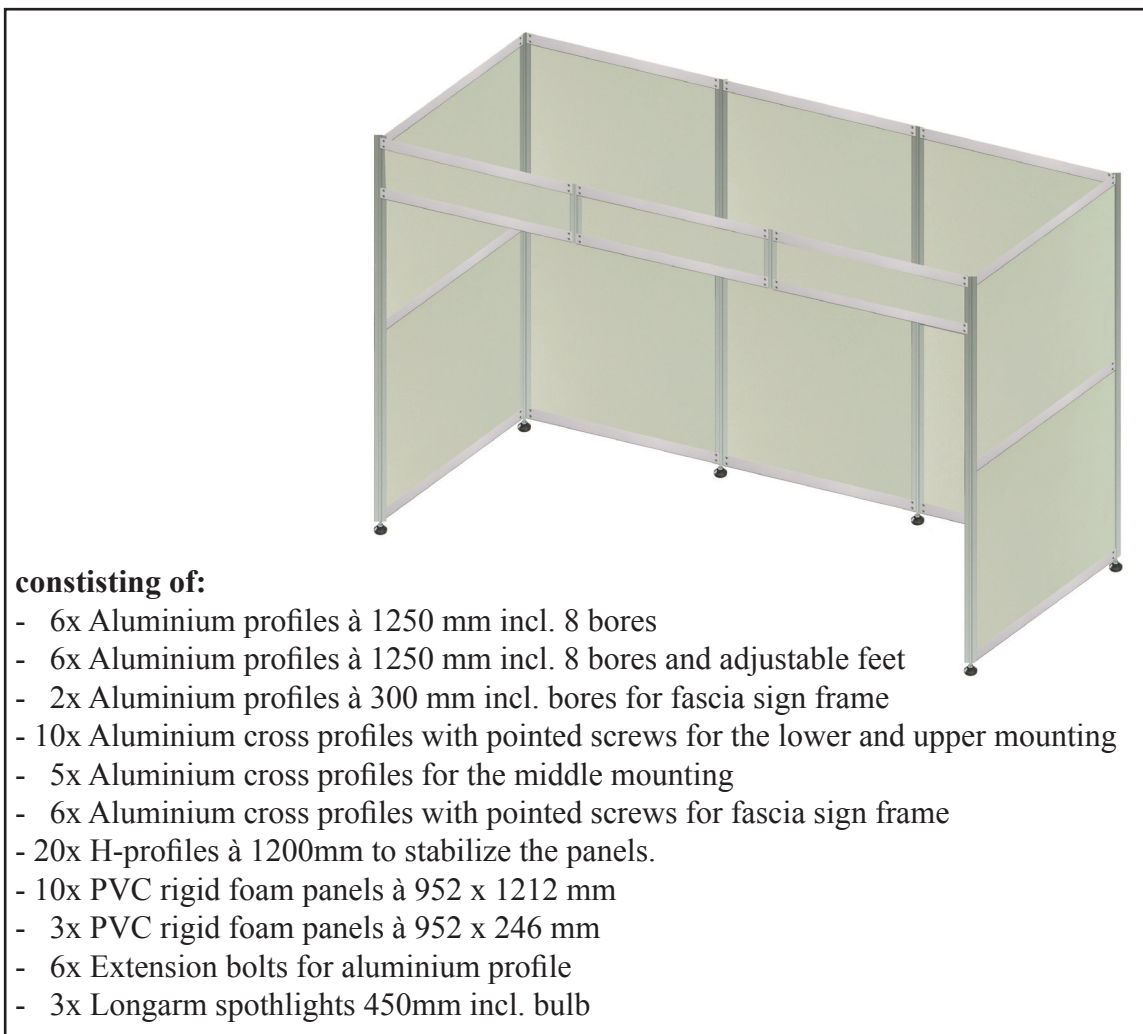 constisting of:
- 6x Aluminium profiles à 1250 mm incl. 8 bores
- 6x Aluminium profiles à 1250 mm incl. 8 bores and adjustable feet
- 2x Aluminium profiles à 300 mm incl. bores for fascia sign frame
- 10x Aluminium cross profiles with pointed screws for the lower and upper mounting
- 5x Aluminium cross profiles for the middle mounting
- 6x Aluminium cross profiles with pointed screws for fascia sign frame
- 20x H-profiles à 1200mm to stabilize the panels.
- 10x PVC rigid foam panels à 952 x 1212 mm
- 3x PVC rigid foam panels à 952 x 246 mm
- 6x Extension bolts for aluminium profile
- 3x Longarm spothlights 450mm incl. bulb